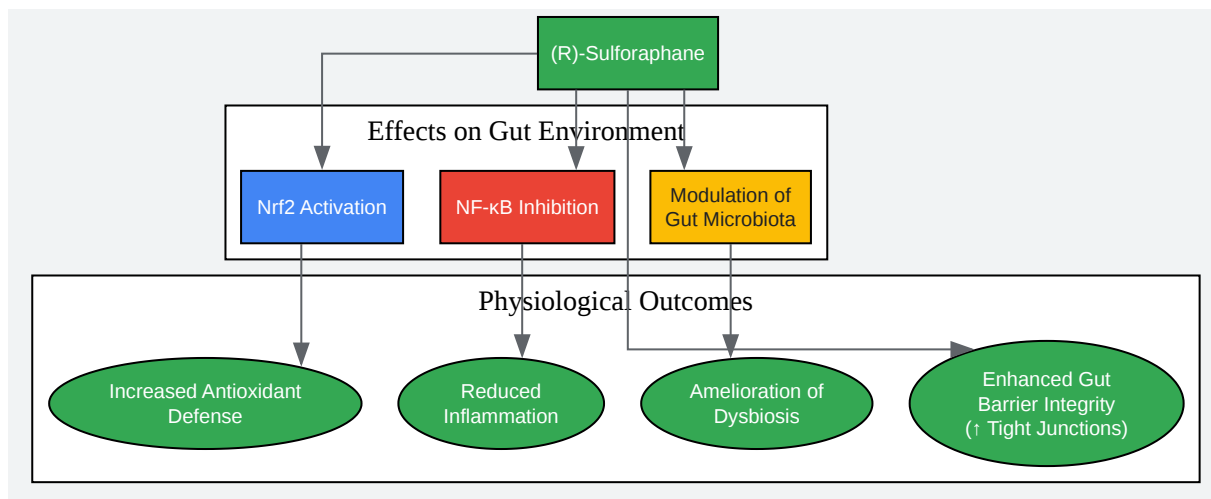 (R)-Sulforaphane
Effects on Gut Environment
Nrf2 Activation
NF-κB Inhibition
Modulation of
Gut Microbiota
Physiological Outcomes
Increased Antioxidant
Defense
Reduced
Inflammation
Amelioration of
Dysbiosis
Enhanced Gut
Barrier Integrity
(↑ Tight Junctions)